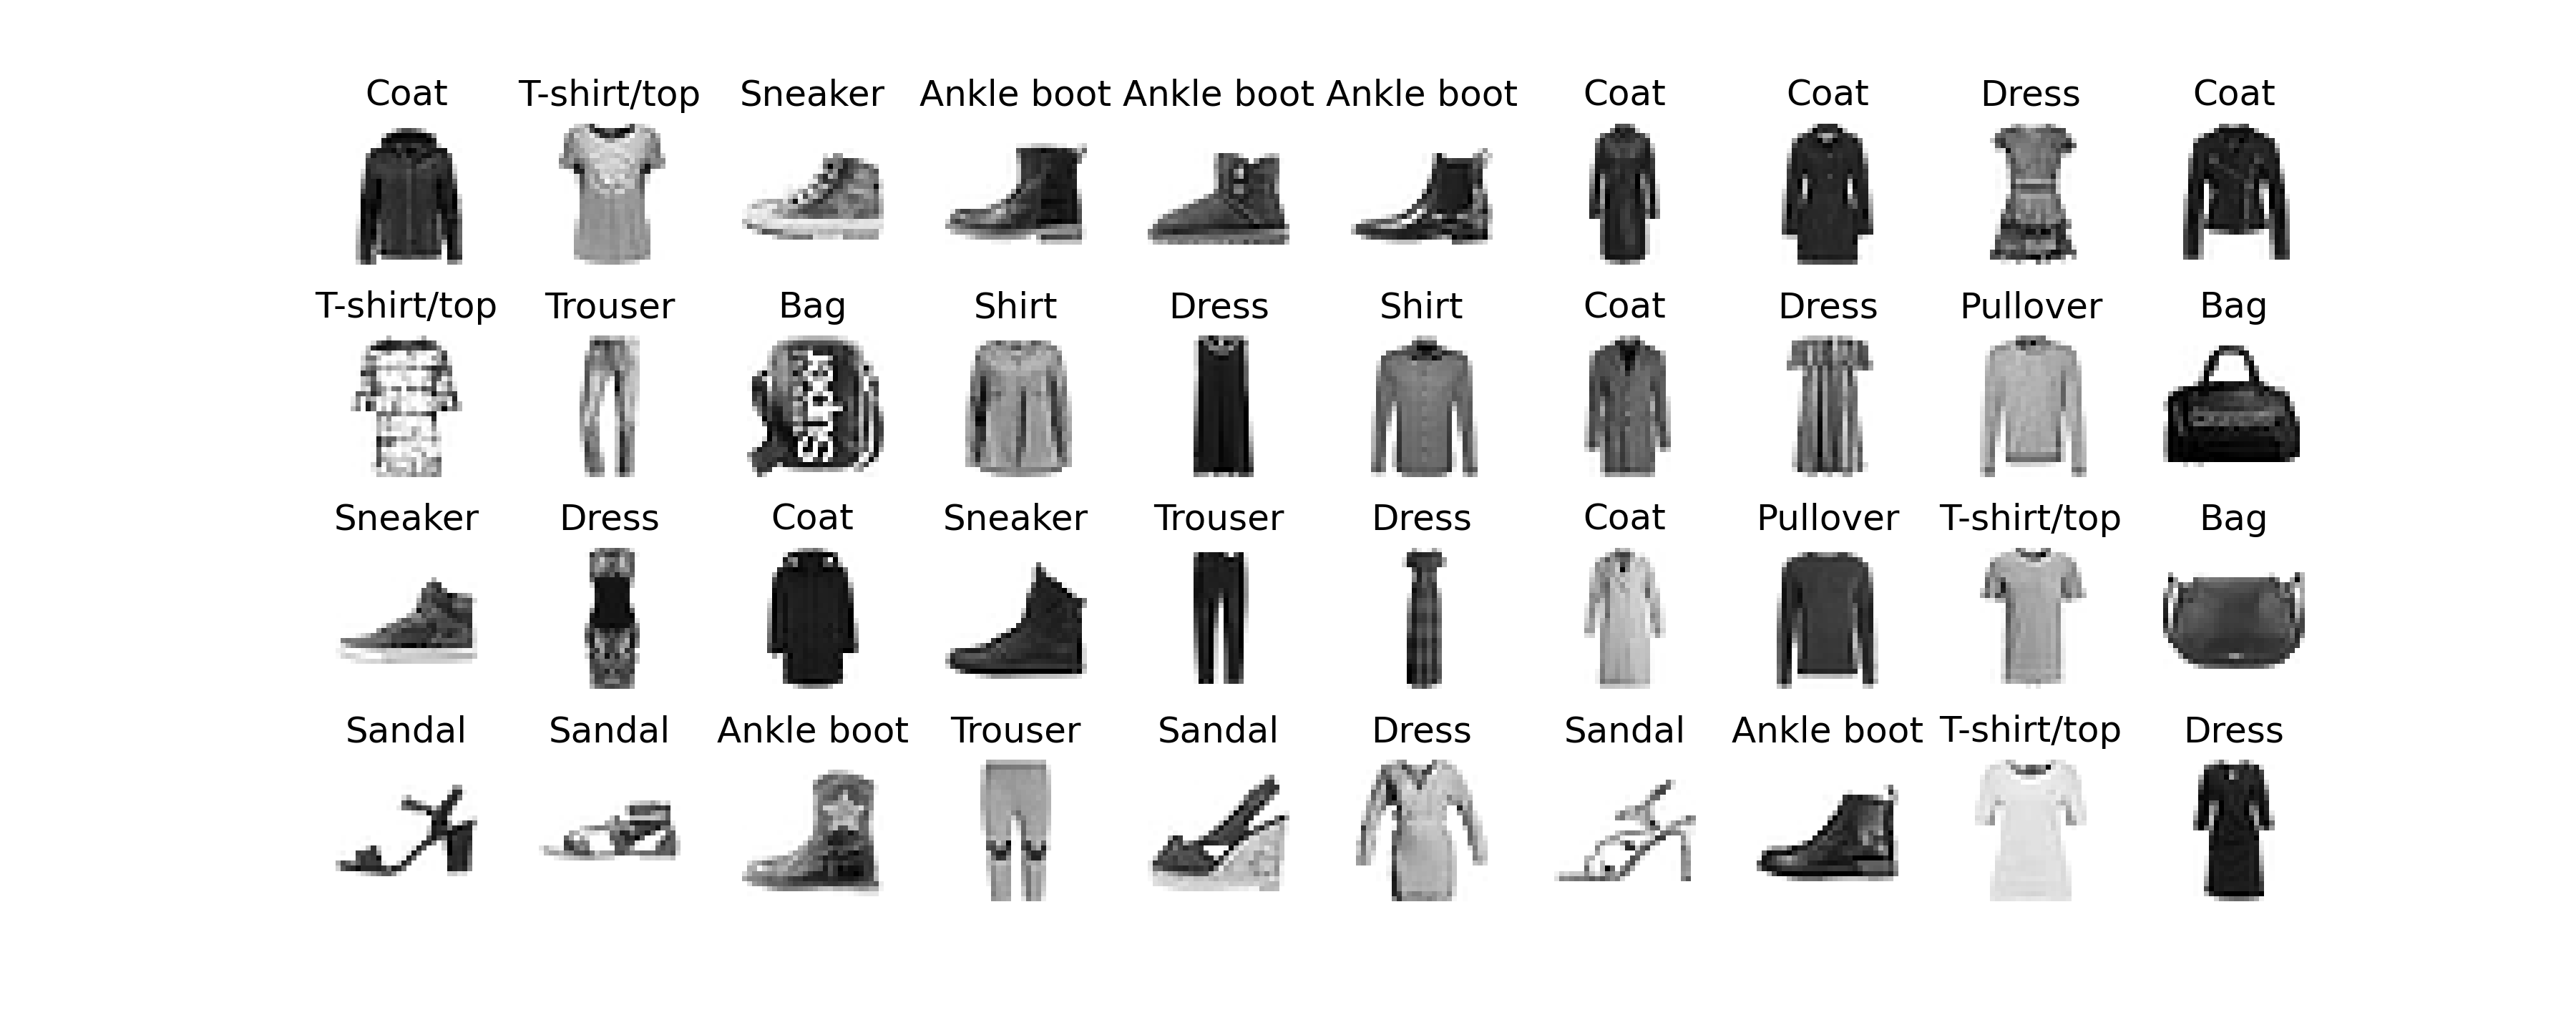 Coat T-shirt/top Sneaker Ankle boot Ankle boot Ankle boot Coat Coat Dress Coat
T-shirt/top Trouser Bag Shirt Dress Shirt Coat Dress Pullover Bag
Sneaker Dress Coat Sneaker Trouser Dress Coat Pullover T-shirt/top Bag
Sandal Sandal Ankle boot Trouser Sandal Dress Sandal Ankle boot T-shirt/top Dress